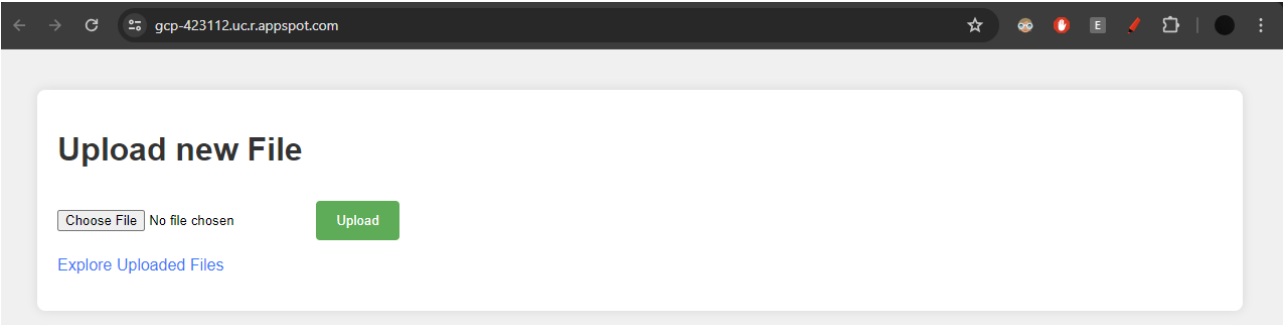 gcp-423112.uc.r.appspot.com
E
Upload new File
Choose File No file chosen
Upload
Explore Uploaded Files